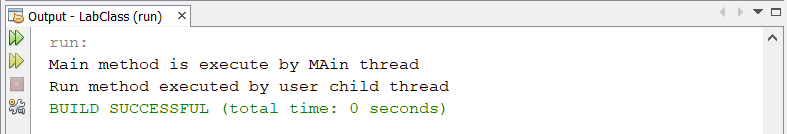 Output - LabClass (run)
run:
Main method is execute by MAin thread
Run method executed by user child thread
BUILD SUCCESSFUL (total time: 0 seconds)